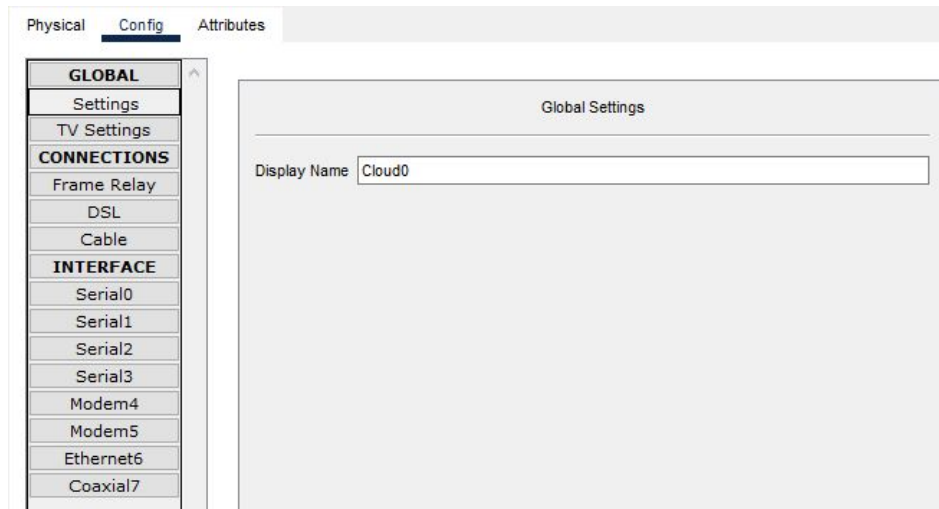 Physical Config Attributes
GLOBAL
Settings
TV Settings
CONNECTIONS
Frame Relay
DSL
Cable
INTERFACE
Serial0
Serial1
Serial2
Serial3
Modem4
Modem5
Ethernet6
Coaxial7
Global Settings
Display Name Cloud0